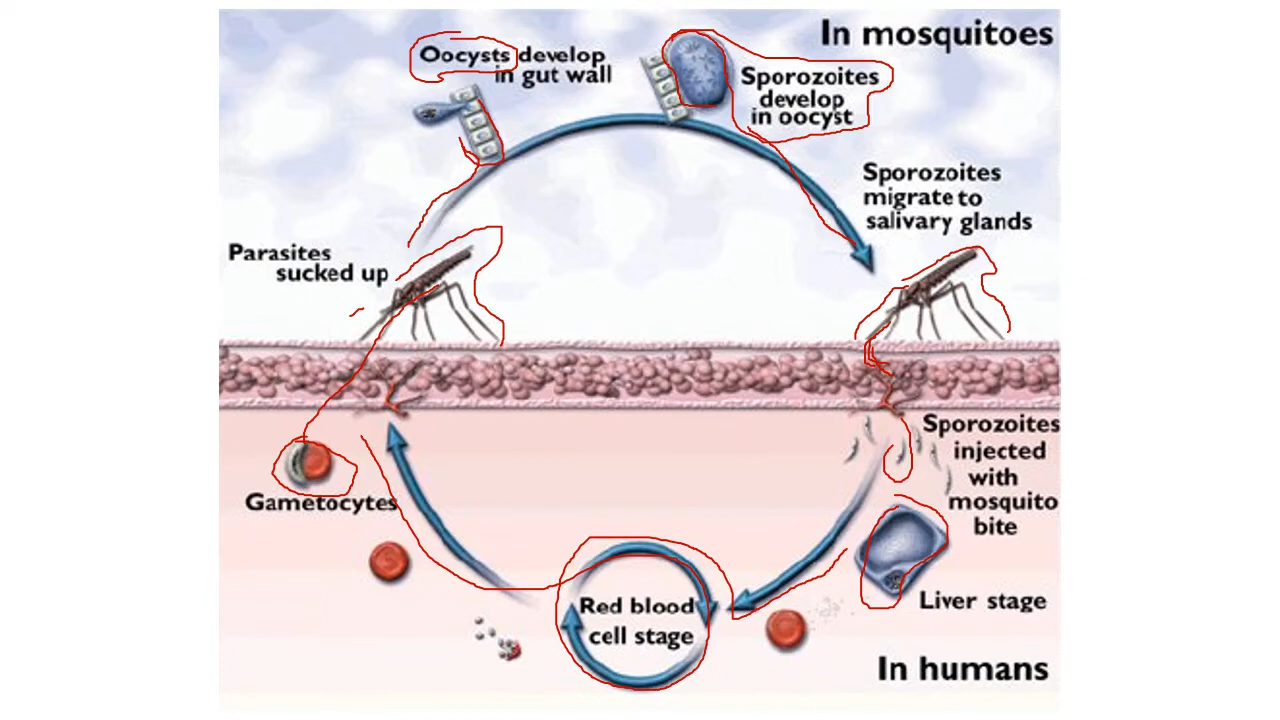 In mosquitoes
Oocysts develop
in gut wall
Sporozoites
develop
in oocyst
Sporozoites
migrate to
salivary glands
Parasites
sucked up
Sporozoites
injected
with
mosquito
bite
Gametocytes
Liver stage
Red blood
cell stage
In humans